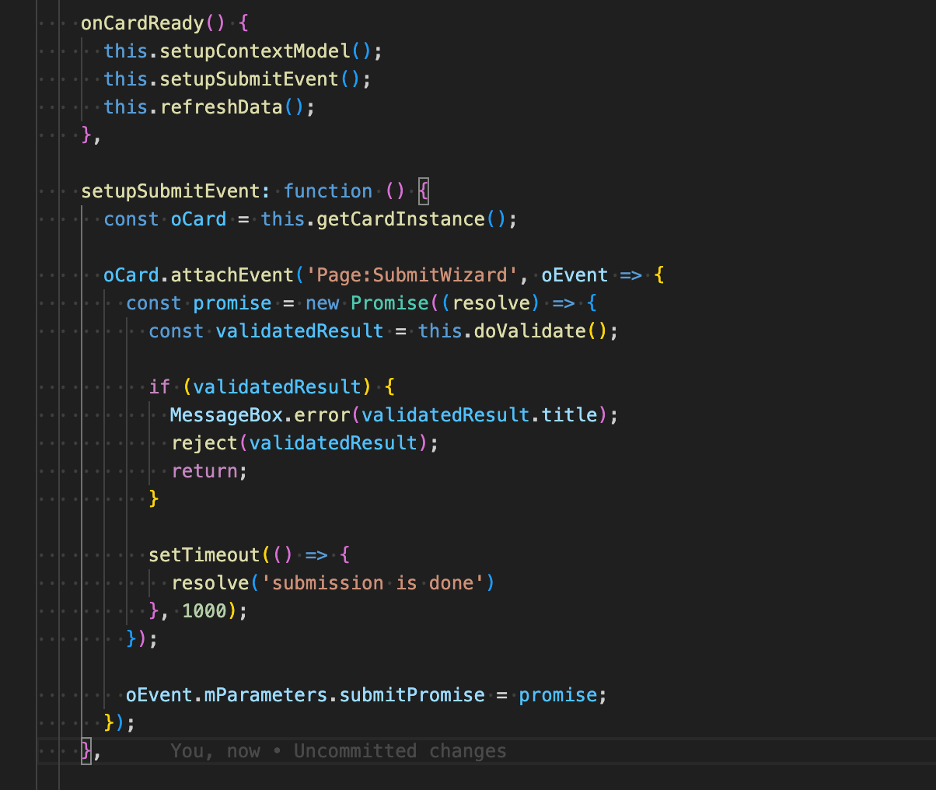 onCardReady() {
this.setupContextModel();
this.setupSubmitEvent();
this.refreshData();
},
setupSubmitEvent: function () {
const oCard = this.getCardInstance();
oCard.attachEvent('Page:SubmitWizard', oEvent => {
const promise = new Promise((resolve) => {
const validatedResult = this.doValidate();
if (validatedResult) {
MessageBox.error(validatedResult.title);
reject(validatedResult);
return;
}
setTimeout(() => {
resolve('submission is done')
}, 1000);
});
oEvent.mParameters.submitPromise = promise;
});
}, You, now • Uncommitted changes